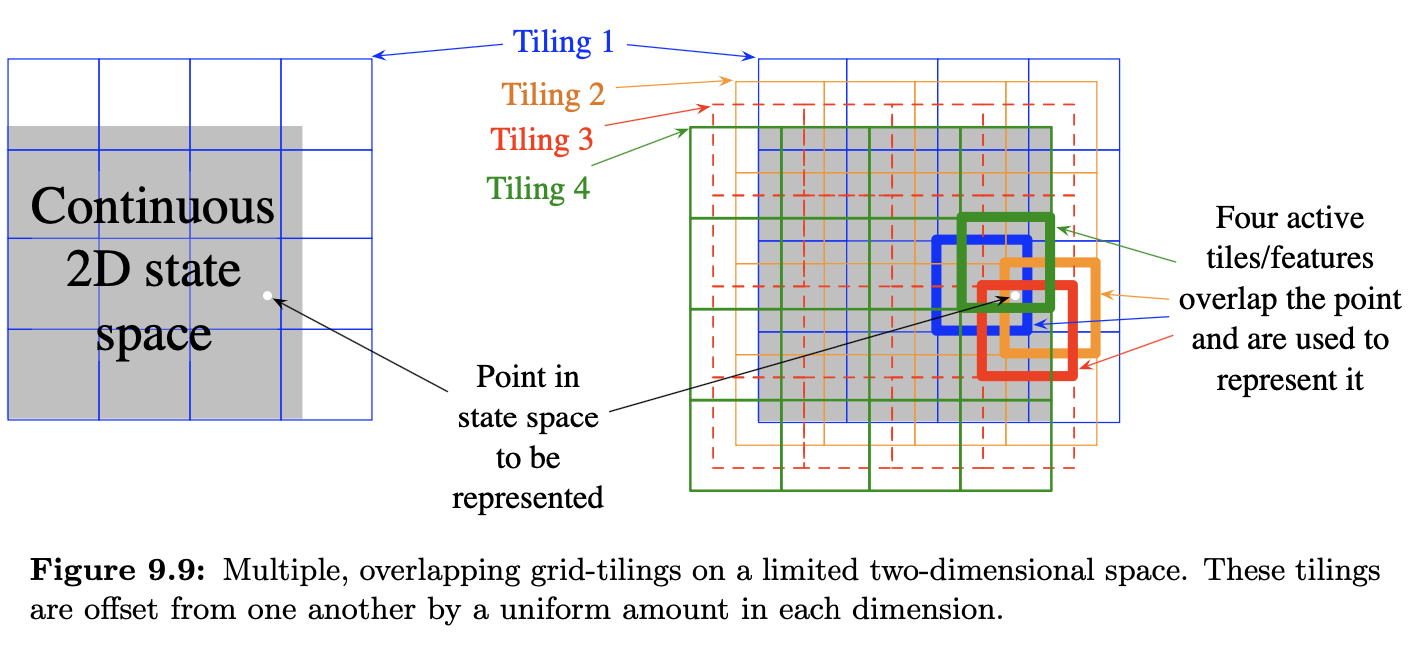 Tiling 1
Tiling 2
Tiling 3
Tiling 4
Continuous
2D state
space
Point in
state space
to be
represented
Four active
tiles/features
overlap the point
and are used to
represent it
Figure 9.9: Multiple, overlapping grid-tilings on a limited two-dimensional space. These tilings
are offset from one another by a uniform amount in each dimension.